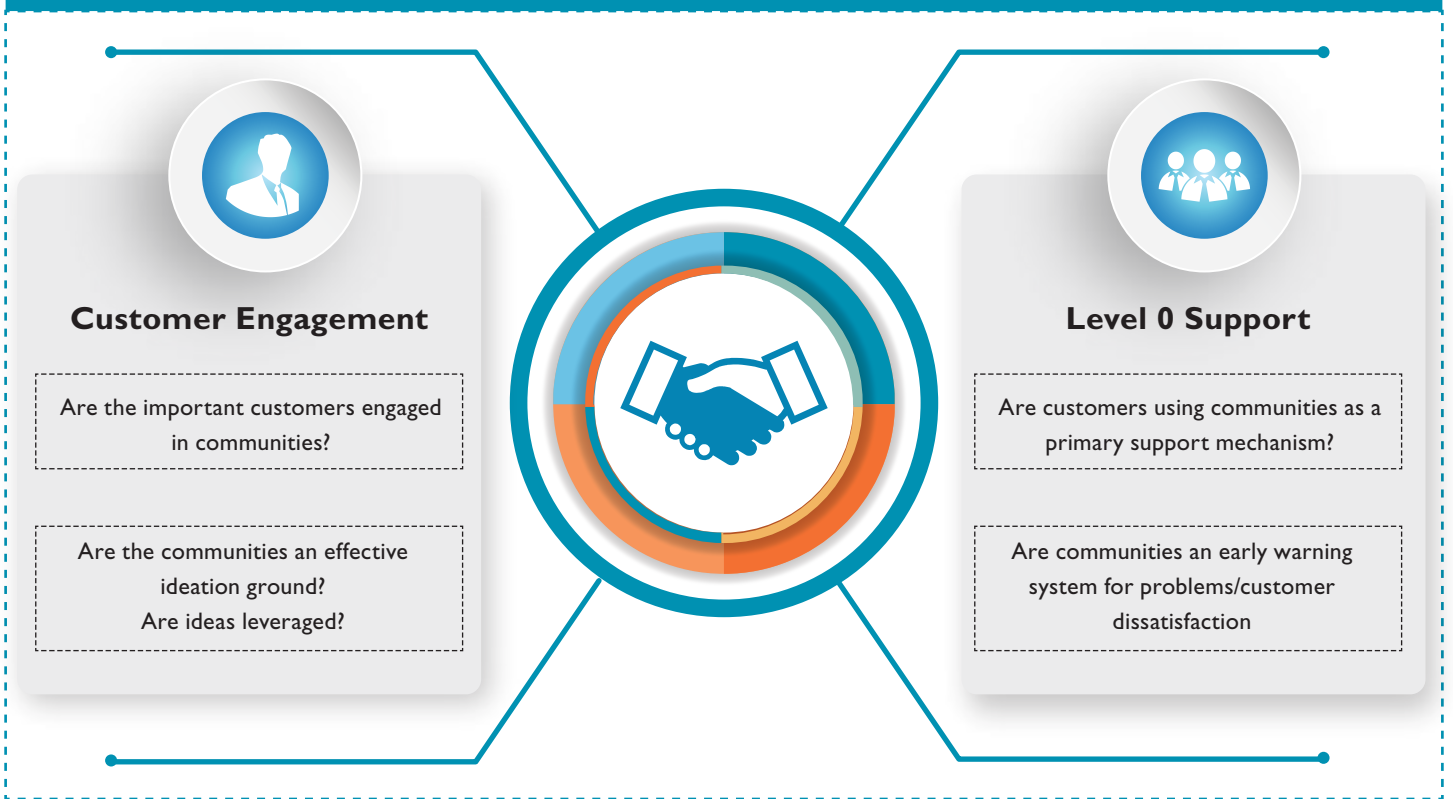 Customer Engagement
Are the important customers engaged
in communities?
Are the communities an effective
ideation ground?
Are ideas leveraged?
Level 0 Support
Are customers using communities as a
primary support mechanism?
Are communities an early warning
system for problems/customer
dissatisfaction